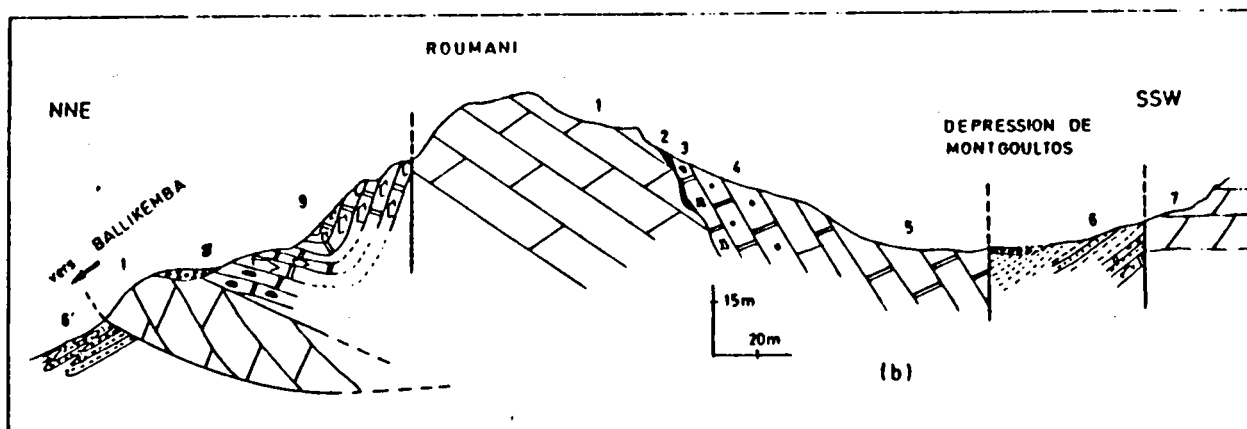 ROUMANI
NNE
SSW
DEPRESSION DE
MONTGOULTOS
vers BALLIKEMBA
1
2
3
4
5
6
7
9
8
6'
15m
20m
(b)